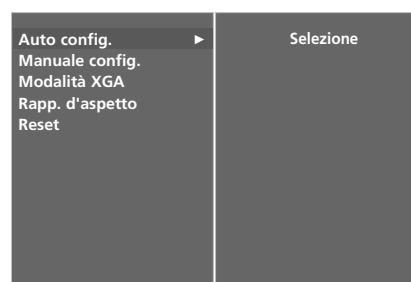 Auto config. ► Selezione
Manuale config.
Modalità XGA
Rapp. d'aspetto
Reset